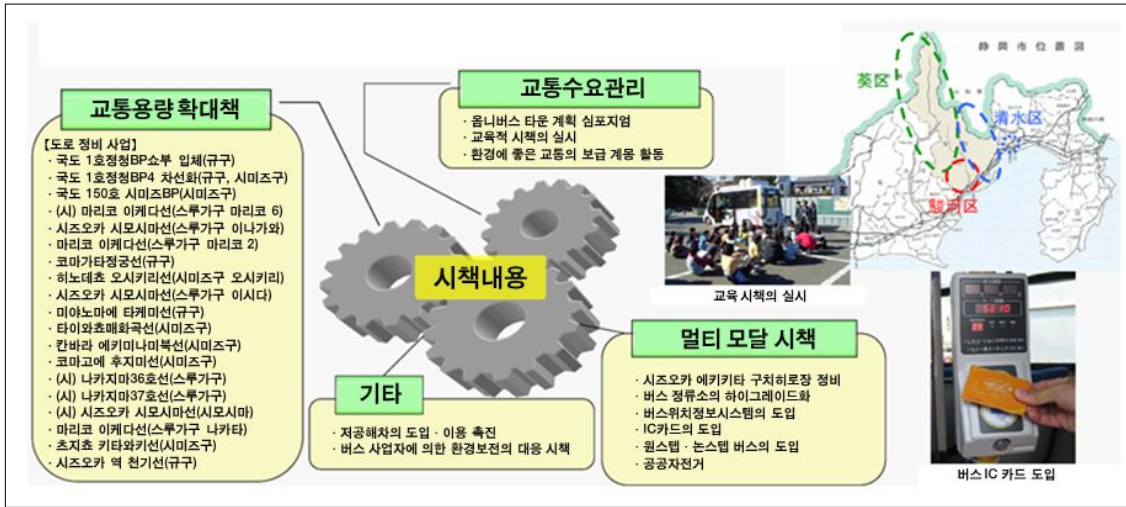 교통용량 확대책
【도로 정비 사업】
· 국도 1호정청BP쇼부 입체(규구)
· 국도 1호정청BP4 차선화(규구, 시미즈구)
· 국도 150호 시미즈BP(시미즈구)
· (시) 마리코 이케다선(스루가구 마리코 6)
· 시즈오카 시모시마선(스루가구 이나가와)
· 마리코 이케다선(스루가구 마리코 2)
· 코마가타정궁선(규구)
· 히노데쵸 오시키리선(시미즈구 오시키리)
· 시즈오카 시모시마선(스루가구 이시다)
· 미야노마에 타케미선(규구)
· 타이와쵸매화곡선(시미즈구)
· 칸바라 에키미나미북선(시미즈구)
· 코마고에 후지미선(시미즈구)
· (시) 나카지마36호선(스루가구)
· (시) 나카지마37호선(스루가구)
· (시) 시즈오카 시모시마선(시모시마)
· 마리코 이케다선(스루가구 나카타)
· 츠지쵸 키타와키선(시미즈구)
· 시즈오카 역 천기선(규구)
교통수요관리
· 옴니버스 타운 계획 심포지엄
· 교육적 시책의 실시
· 환경에 좋은 교통의 보급 계몽 활동
시책내용
기타
· 저공해차의 도입 · 이용 촉진
· 버스 사업자에 의한 환경보전의 대응 시책
멀티 모달 시책
· 시즈오카 에키키타 구치히로장 정비
· 버스 정류소의 하이그레이드화
· 버스위치정보시스템의 도입
· IC카드의 도입
· 원스텝 · 논스텝 버스의 도입
· 공공자전거
静岡市位置図
葵区
清水区
駿河区
교육 시책의 실시
5210
버스 IC 카드 도입